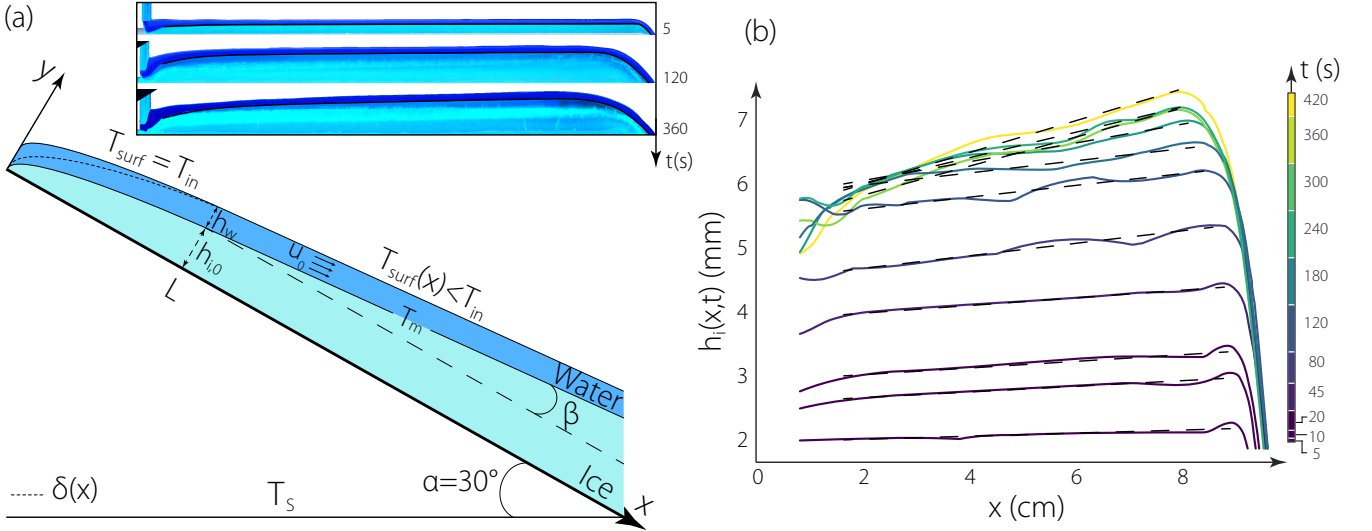 (a)
5
120
360
t(s)
y
T_surf = T_in
h_w
h_i,0
u_0
L
T_surf(x)<T_in
T_m
Water
β
Ice
α=30°
x
δ(x)
T_S
(b)
t (s)
h_i(x,t) (mm)
7
6
5
4
3
2
0
2
4
6
8
x (cm)
420
360
300
240
180
120
80
45
20
10
5